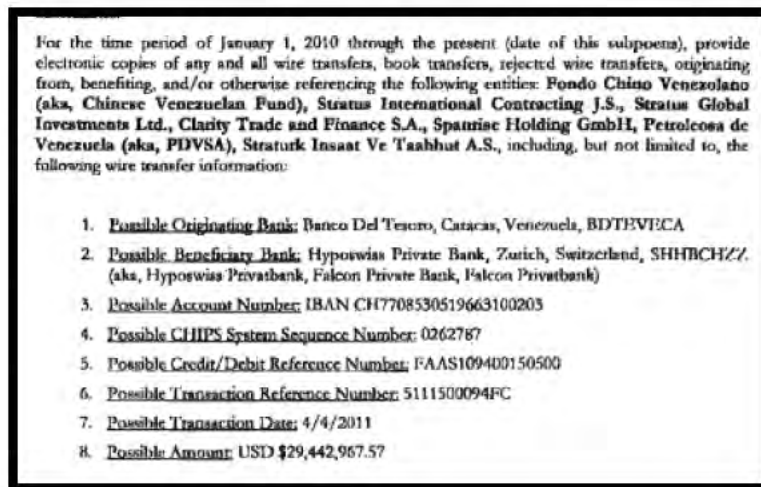 For the time period of January 1, 2010 through the present (date of this subpoena), provide
electronic copies of any and all wire transfers, book transfers, rejected wire transfers, originating
from, benefiting, and/or otherwise referencing the following entities: Fondo Chino Venezolano
(aka, Chinese Venezuelan Fund), Stratus International Contracting J.S., Stratus Global
Investments Ltd., Clarity Trade and Finance S.A., Spanrise Holding GmbH, Petroleosa de
Venezuela (aka, PDVSA), Straturk Insaat Ve Taahhut A.S., including, but not limited to, the
following wire transfer information:
1. Possible Originating Bank: Banco Del Tesoro, Caracas, Venezuela, BDTEVECA
2. Possible Beneficiary Bank: Hyposwiss Private Bank, Zurich, Switzerland, SHHBCHZZ
(aka, Hyposwiss Privatbank, Falcon Private Bank, Falcon Privatbank)
3. Possible Account Number: IBAN CH7708530519663100203
4. Possible CHIPS System Sequence Number: 0262787
5. Possible Credit/Debit Reference Number: FAAS109400150500
6. Possible Transaction Reference Number: 5111500094FC
7. Possible Transaction Date: 4/4/2011
8. Possible Amount: USD $29,442,967.57